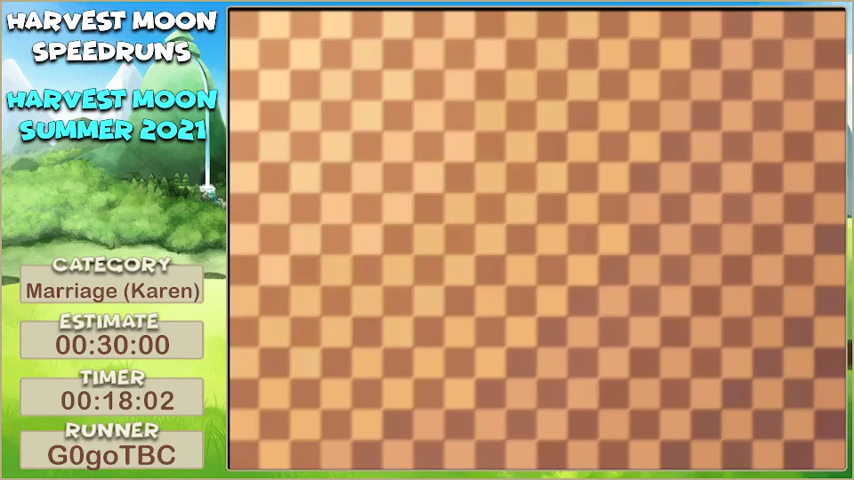 HARVEST MOON
SPEEDRUNS
HARVEST MOON
SUMMER 2021
CATEGORY
Marriage (Karen)
ESTIMATE
00:30:00
TIMER
00:18:02
RUNNER
G0goTBC